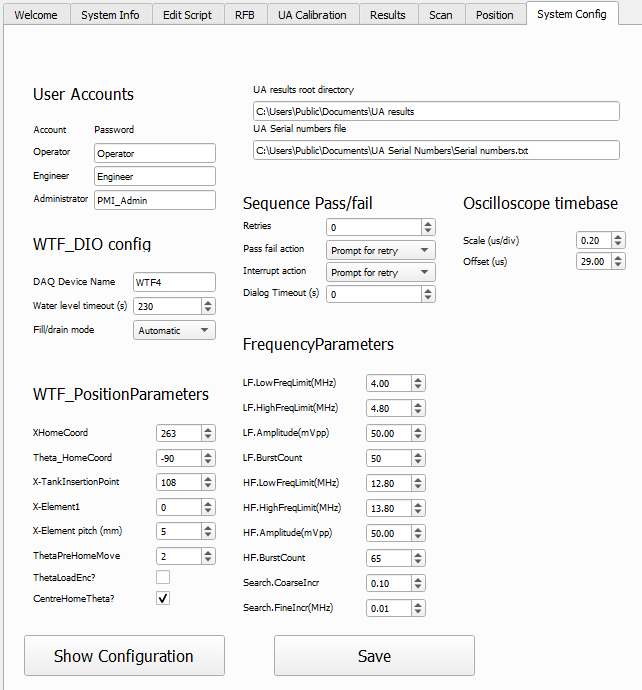 Welcome System Info Edit Script RFB UA Calibration Results Scan Position System Config
User Accounts
Account Password
Operator Operator
Engineer Engineer
Administrator PMI_Admin
UA results root directory
C:\Users\Public\Documents\UA results
UA Serial numbers file
C:\Users\Public\Documents\UA Serial Numbers\Serial numbers.txt
WTF_DIO config
DAQ Device Name WTF4
Water level timeout (s) 230
Fill/drain mode Automatic
Sequence Pass/fail
Retries 0
Pass fail action Prompt for retry
Interrupt action Prompt for retry
Dialog Timeout (s) 0
Oscilloscope timebase
Scale (us/div) 0.20
Offset (us) 29.00
WTF_PositionParameters
XHomeCoord 263
Theta_HomeCoord -90
X-TankInsertionPoint 108
X-Element1 0
X-Element pitch (mm) 5
ThetaPreHomeMove 2
ThetaLoadEnc?
CentreHomeTheta?
FrequencyParameters
LF.LowFreqLimit(MHz) 4.00
LF.HighFreqLimit(MHz) 4.80
LF.Amplitude(mVpp) 50.00
LF.BurstCount 50
HF.LowFreqLimit(MHz) 12.80
HF.HighFreqLimit(MHz) 13.80
HF.Amplitude(mVpp) 50.00
HF.BurstCount 65
Search.CoarseIncr 0.10
Search.FineIncr(MHz) 0.01
Show Configuration Save